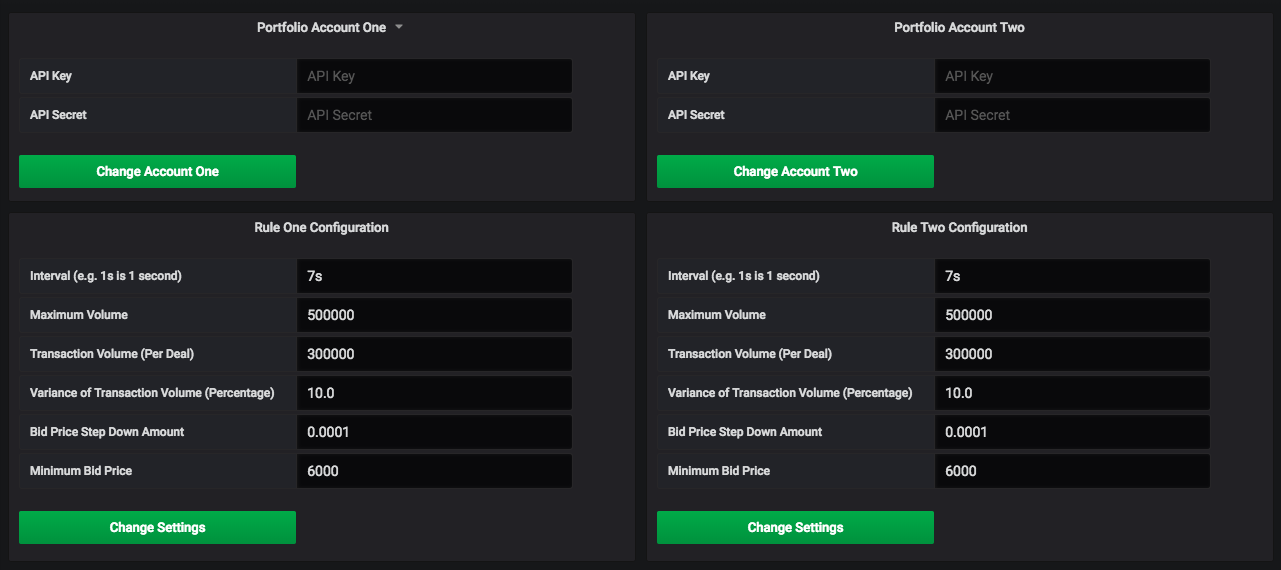 Portfolio Account One
API Key
API Key
API Secret
API Secret
Change Account One
Portfolio Account Two
API Key
API Key
API Secret
API Secret
Change Account Two
Rule One Configuration
Interval (e.g. 1s is 1 second)
7s
Maximum Volume
500000
Transaction Volume (Per Deal)
300000
Variance of Transaction Volume (Percentage)
10.0
Bid Price Step Down Amount
0.0001
Minimum Bid Price
6000
Change Settings
Rule Two Configuration
Interval (e.g. 1s is 1 second)
7s
Maximum Volume
500000
Transaction Volume (Per Deal)
300000
Variance of Transaction Volume (Percentage)
10.0
Bid Price Step Down Amount
0.0001
Minimum Bid Price
6000
Change Settings